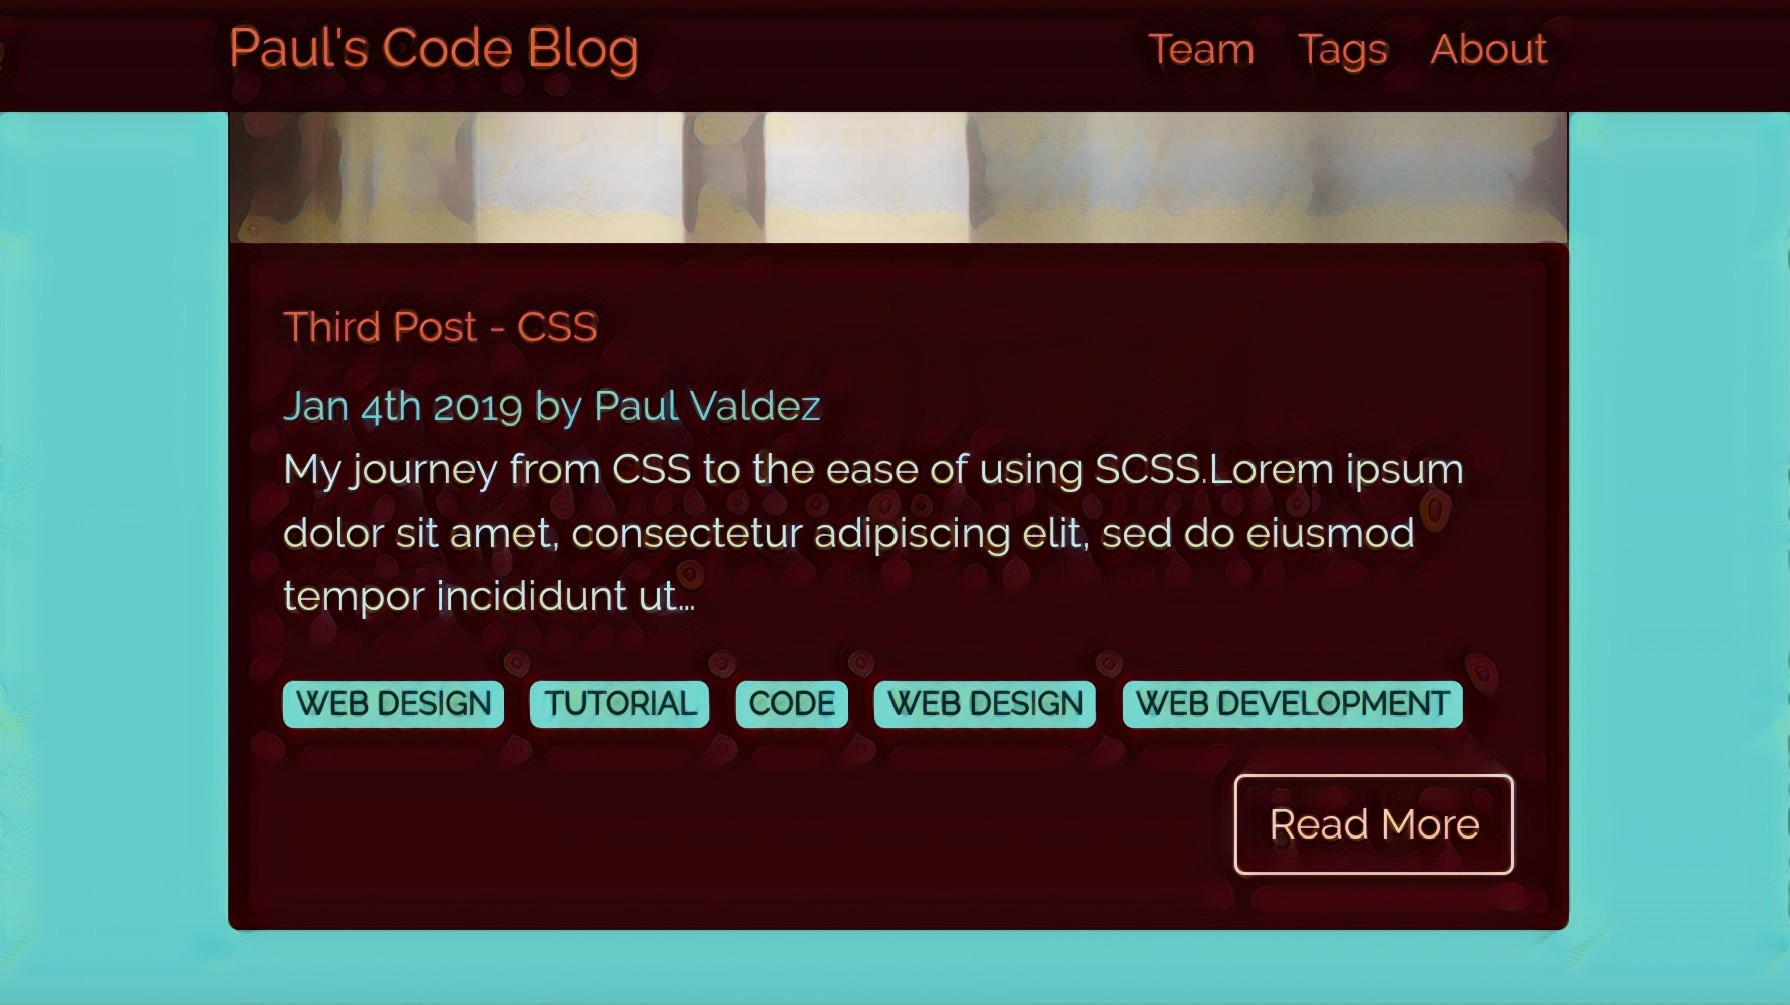 Paul's Code Blog
Team Tags About
Third Post - CSS
Jan 4th 2019 by Paul Valdez
My journey from CSS to the ease of using SCSS.Lorem ipsum
dolor sit amet, consectetur adipiscing elit, sed do eiusmod
tempor incididunt ut...
WEB DESIGN TUTORIAL CODE WEB DESIGN WEB DEVELOPMENT
Read More